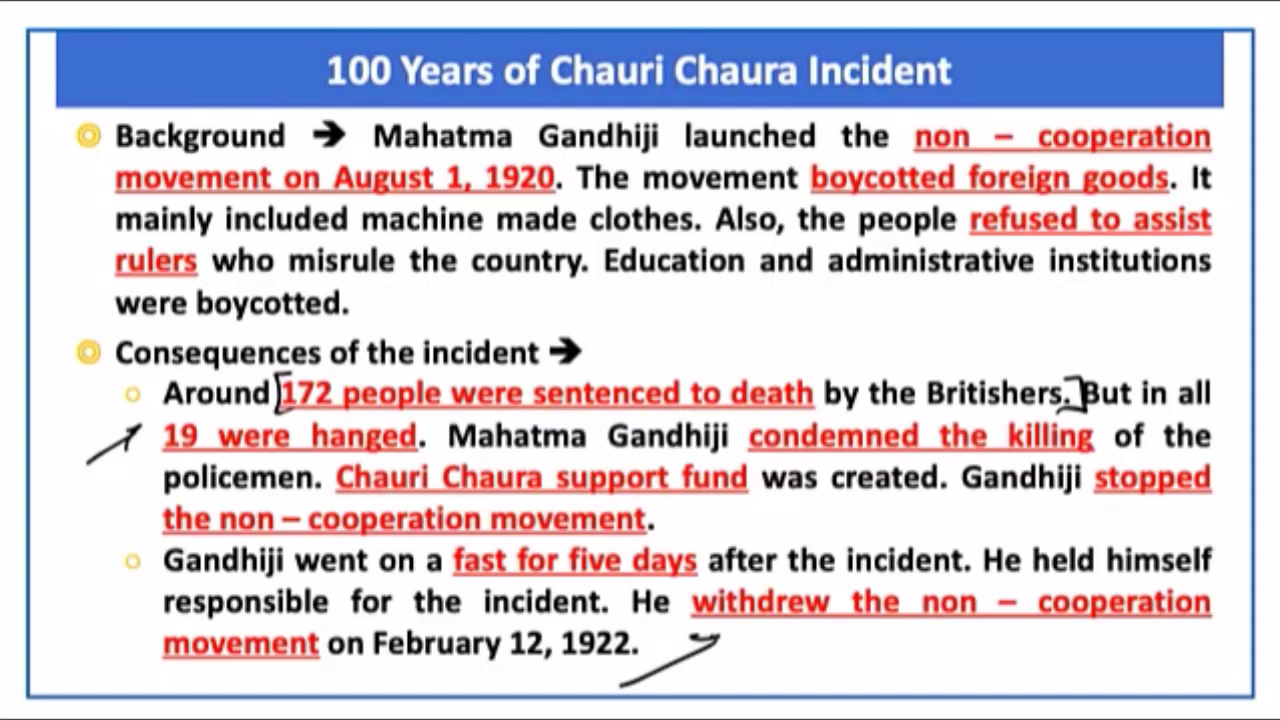 100 Years of Chauri Chaura Incident
Background → Mahatma Gandhiji launched the non – cooperation
movement on August 1, 1920. The movement boycotted foreign goods. It
mainly included machine made clothes. Also, the people refused to assist
rulers who misrule the country. Education and administrative institutions
were boycotted.
Consequences of the incident →
Around 172 people were sentenced to death by the Britishers. But in all
19 were hanged. Mahatma Gandhiji condemned the killing of the
policemen. Chauri Chaura support fund was created. Gandhiji stopped
the non – cooperation movement.
Gandhiji went on a fast for five days after the incident. He held himself
responsible for the incident. He withdrew the non – cooperation
movement on February 12, 1922.